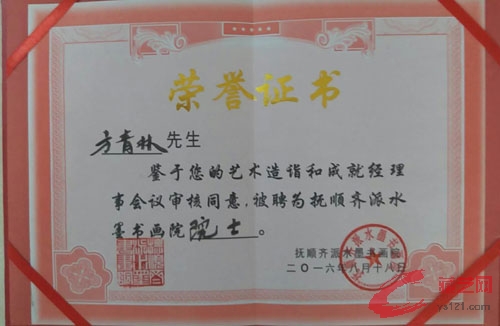 荣誉证书
方青林先生
鉴于您的艺术造诣和成就经理
事会议审核同意,被聘为抚顺齐派水
墨书画院院士。
抚顺齐派水墨书画院
二〇一六年八月十八日
ys121.com